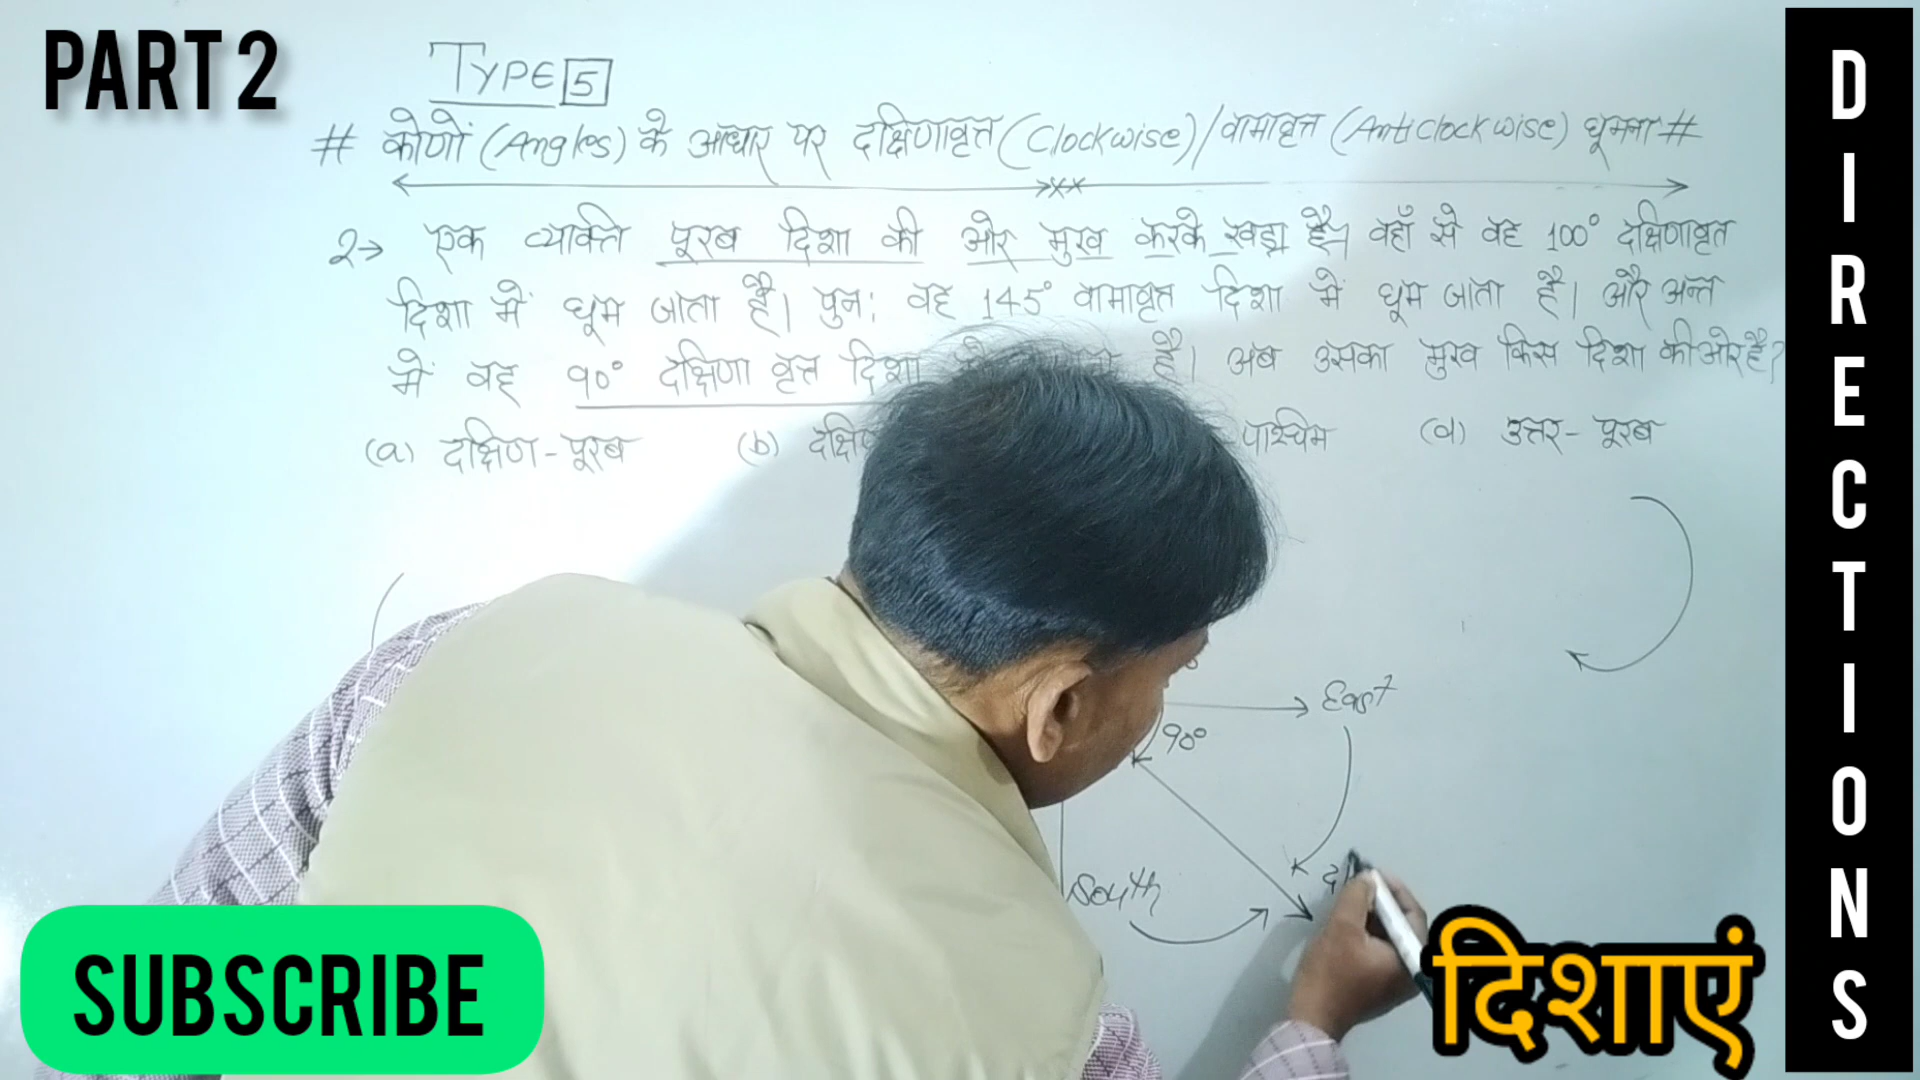 PART 2
TYPE 5
# कोणों (Angles) के आधार पर दक्षिणावृत्त (Clockwise) / वामावृत्त (Anticlockwise) घूमना #
2→ एक व्यक्ति पूरब दिशा की ओर मुख करके खड़ा है। वहाँ से वह 100° दक्षिणावृत
दिशा में घूम जाता है। पुनः वह 145° वामावृत्त दिशा में घूम जाता है। और अन्त
में वह 90° दक्षिणा वृत्त दिशा है। अब उसका मुख किस दिशा की ओर है?
(a) दक्षिण-पूरब (b) पश्चिम (d) उत्तर-पूरब
East
90°
South
SUBSCRIBE
दिशाएं
DIRECTIONS